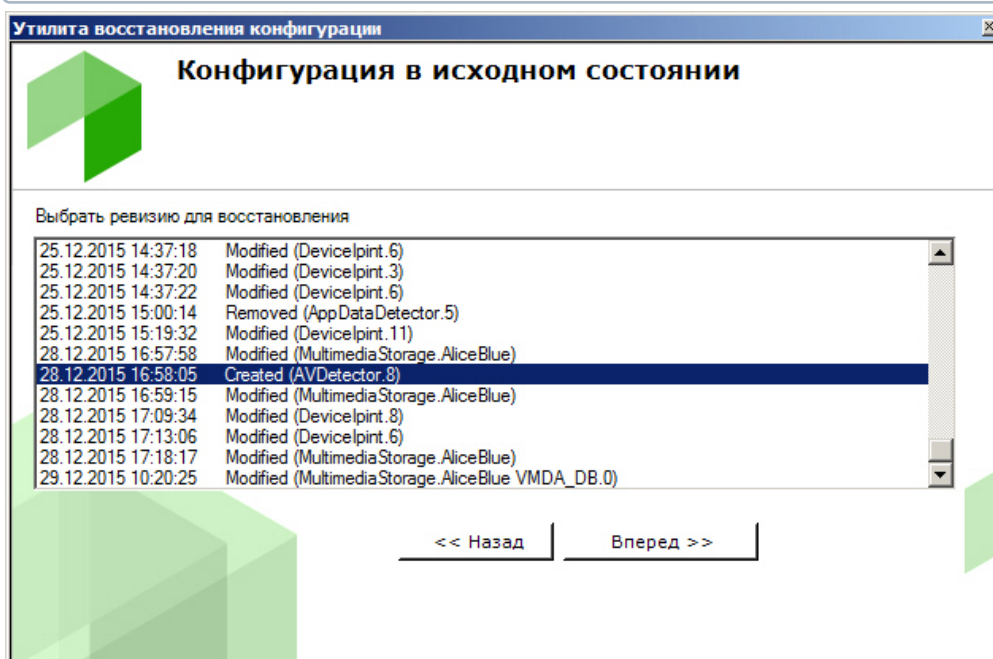 Утилита восстановления конфигурации
Конфигурация в исходном состоянии
Выбрать ревизию для восстановления
25.12.2015 14:37:18 Modified (DeviceIpint.6)
25.12.2015 14:37:20 Modified (DeviceIpint.3)
25.12.2015 14:37:22 Modified (DeviceIpint.6)
25.12.2015 15:00:14 Removed (AppDataDetector.5)
25.12.2015 15:19:32 Modified (DeviceIpint.11)
28.12.2015 16:57:58 Modified (MultimediaStorage.AliceBlue)
28.12.2015 16:58:05 Created (AVDetector.8)
28.12.2015 16:59:15 Modified (MultimediaStorage.AliceBlue)
28.12.2015 17:09:34 Modified (DeviceIpint.8)
28.12.2015 17:13:06 Modified (DeviceIpint.6)
28.12.2015 17:18:17 Modified (MultimediaStorage.AliceBlue)
29.12.2015 10:20:25 Modified (MultimediaStorage.AliceBlue VMDA_DB.0)
<< Назад
Вперед >>